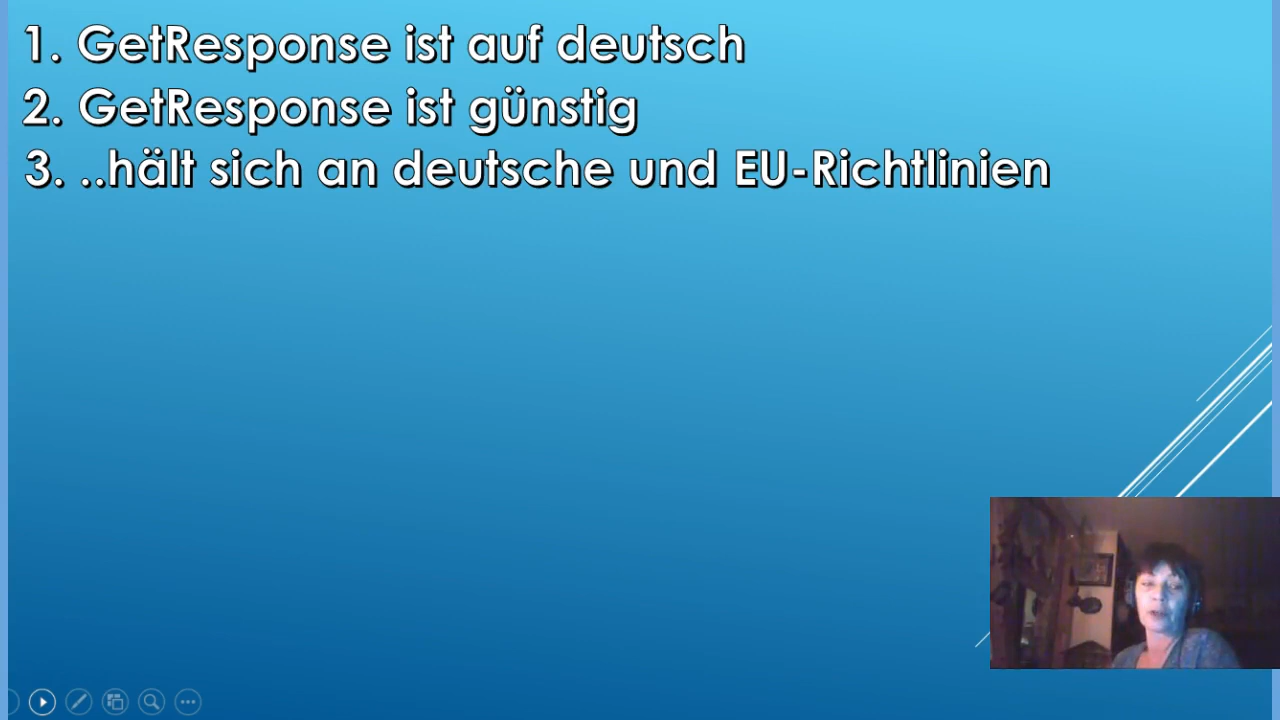 1. GetResponse ist auf deutsch
2. GetResponse ist günstig
3. ..hält sich an deutsche und EU-Richtlinien